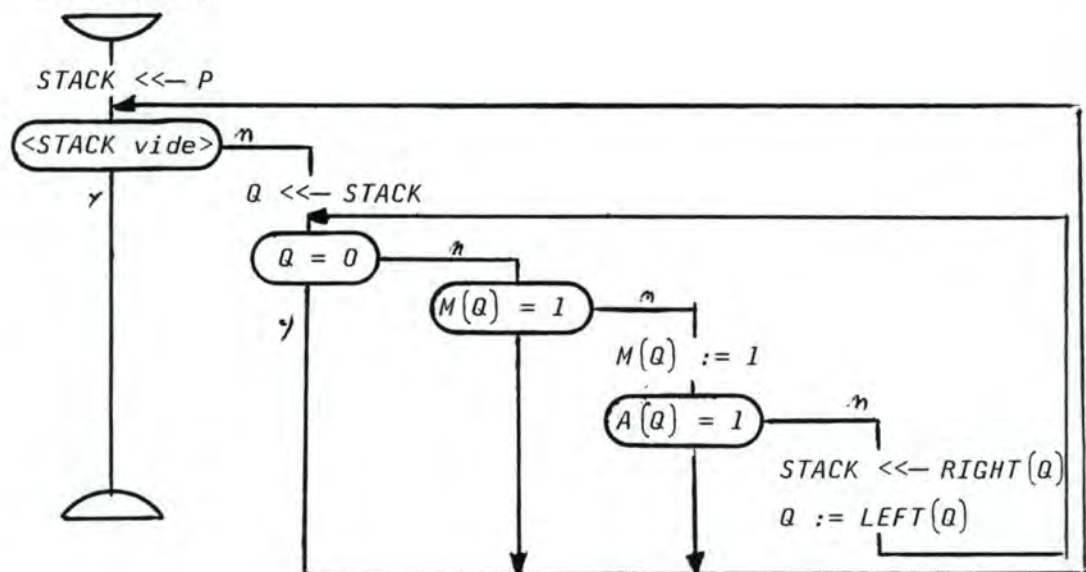 STACK <<— P
<STACK vide>
n
y
Q <<— STACK
Q = 0
n
y
M(Q) = 1
n
M(Q) := 1
A(Q) = 1
n
STACK <<— RIGHT(Q)
Q := LEFT(Q)